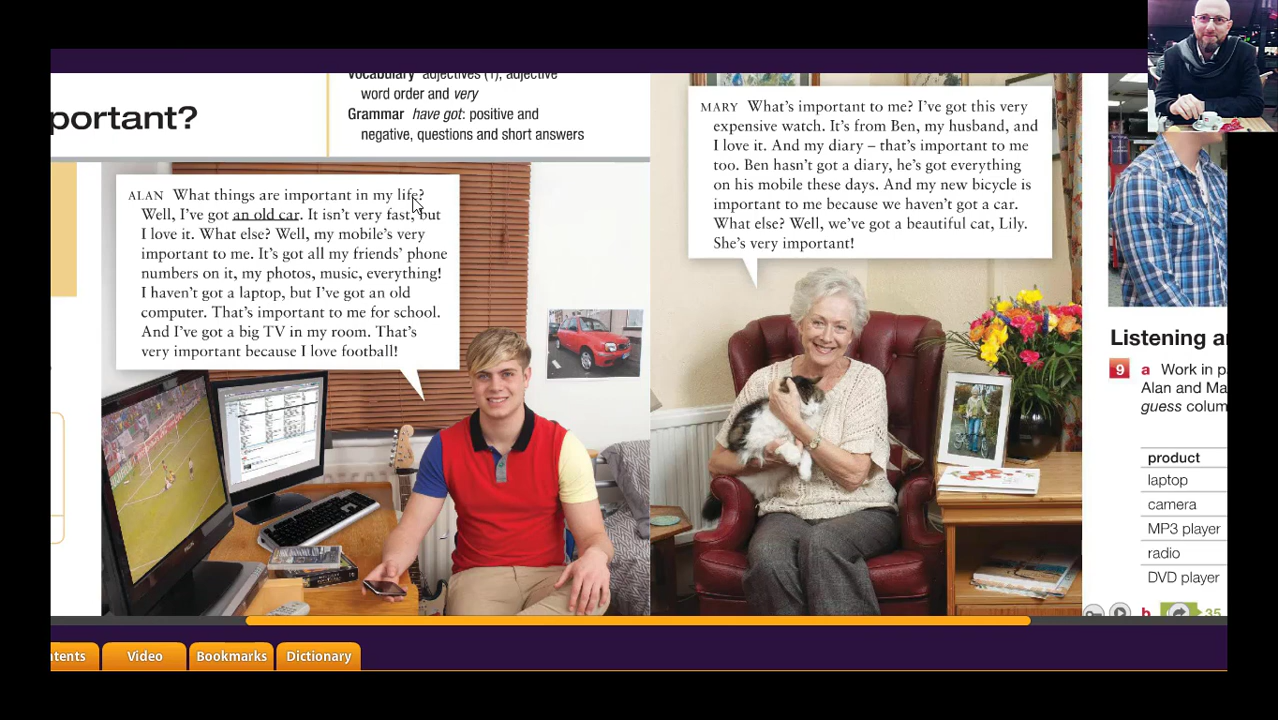 portant?
vocabulary adjectives (1); adjective
word order and very
Grammar have got: positive and
negative, questions and short answers
ALAN What things are important in my life?
Well, I've got an old car. It isn't very fast, but
I love it. What else? Well, my mobile's very
important to me. It's got all my friends' phone
numbers on it, my photos, music, everything!
I haven't got a laptop, but I've got an old
computer. That's important to me for school.
And I've got a big TV in my room. That's
very important because I love football!
MARY What's important to me? I've got this very
expensive watch. It's from Ben, my husband, and
I love it. And my diary – that's important to me
too. Ben hasn't got a diary, he's got everything
on his mobile these days. And my new bicycle is
important to me because we haven't got a car.
What else? Well, we've got a beautiful cat, Lily.
She's very important!
Listening a
9 a Work in p
Alan and Ma
guess colum
product
laptop
camera
MP3 player
radio
DVD player
b 35
tents
Video
Bookmarks
Dictionary